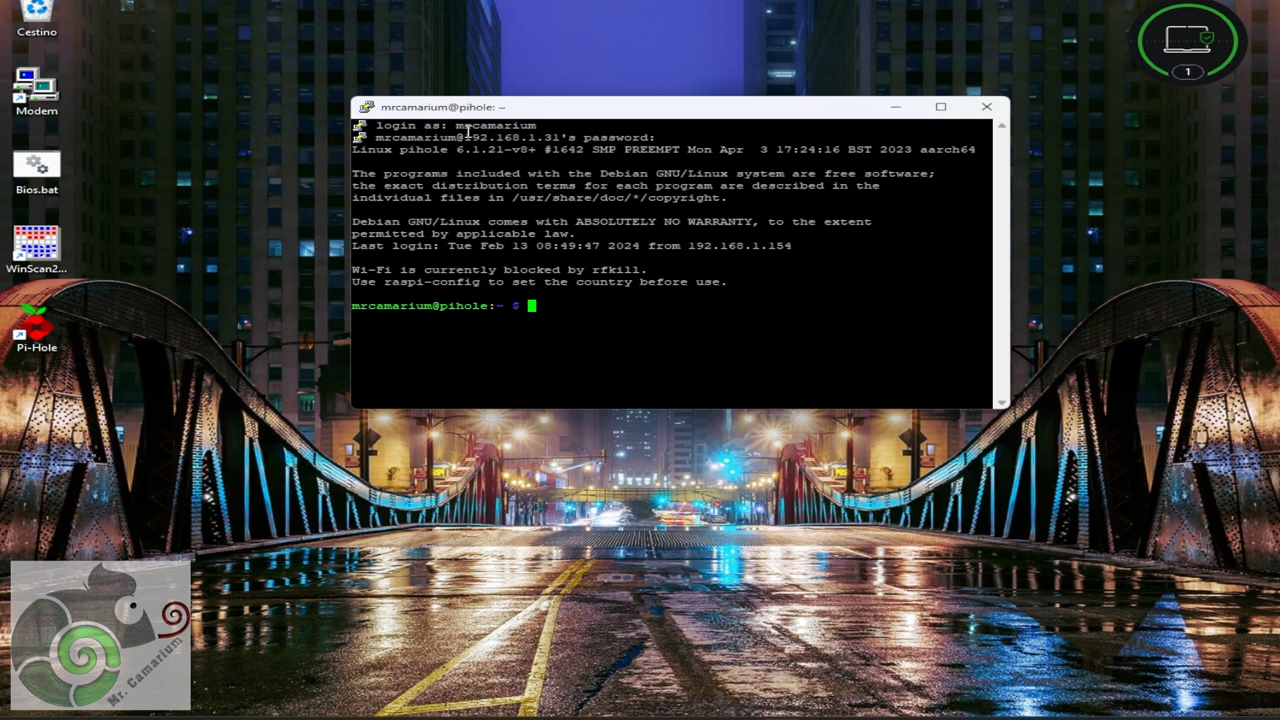 Cestino
Modem
Bios.bat
WinScan2...
Pi-Hole
1
mrcamarium@pihole: ~
login as: mrcamarium
mrcamarium@192.168.1.31's password:
Linux pihole 6.1.21-v8+ #1642 SMP PREEMPT Mon Apr  3 17:24:16 BST 2023 aarch64
The programs included with the Debian GNU/Linux system are free software;
the exact distribution terms for each program are described in the
individual files in /usr/share/doc/*/copyright.
Debian GNU/Linux comes with ABSOLUTELY NO WARRANTY, to the extent
permitted by applicable law.
Last login: Tue Feb 13 08:49:47 2024 from 192.168.1.154
Wi-Fi is currently blocked by rfkill.
Use raspi-config to set the country before use.
mrcamarium@pihole:~ $
Mr. Camarium